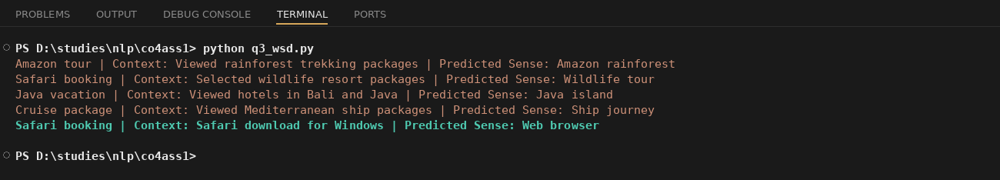 PROBLEMS OUTPUT DEBUG CONSOLE TERMINAL PORTS
PS D:\studies\nlp\co4ass1> python q3_wsd.py
Amazon tour | Context: Viewed rainforest trekking packages | Predicted Sense: Amazon rainforest
Safari booking | Context: Selected wildlife resort packages | Predicted Sense: Wildlife tour
Java vacation | Context: Viewed hotels in Bali and Java | Predicted Sense: Java island
Cruise package | Context: Viewed Mediterranean ship packages | Predicted Sense: Ship journey
Safari booking | Context: Safari download for Windows | Predicted Sense: Web browser
PS D:\studies\nlp\co4ass1>